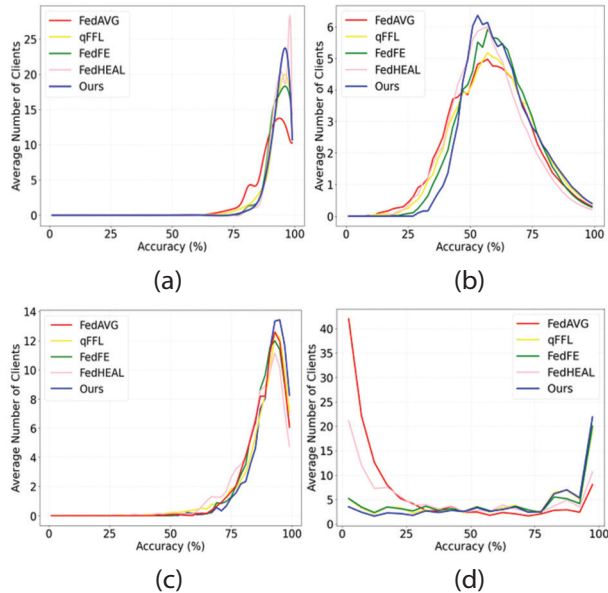 FedAVG
qFFL
FedFE
FedHEAL
Ours
Average Number of Clients
25
20
15
10
5
0
0
25
50
75
100
Accuracy (%)
(a)
FedAVG
qFFL
FedFE
FedHEAL
Ours
Average Number of Clients
6
5
4
3
2
1
0
0
25
50
75
100
Accuracy (%)
(b)
FedAVG
qFFL
FedFE
FedHEAL
Ours
Average Number of Clients
14
12
10
8
6
4
2
0
0
25
50
75
100
Accuracy (%)
(c)
FedAVG
qFFL
FedFE
FedHEAL
Ours
Average Number of Clients
40
35
30
25
20
15
10
5
0
0
25
50
75
100
Accuracy (%)
(d)